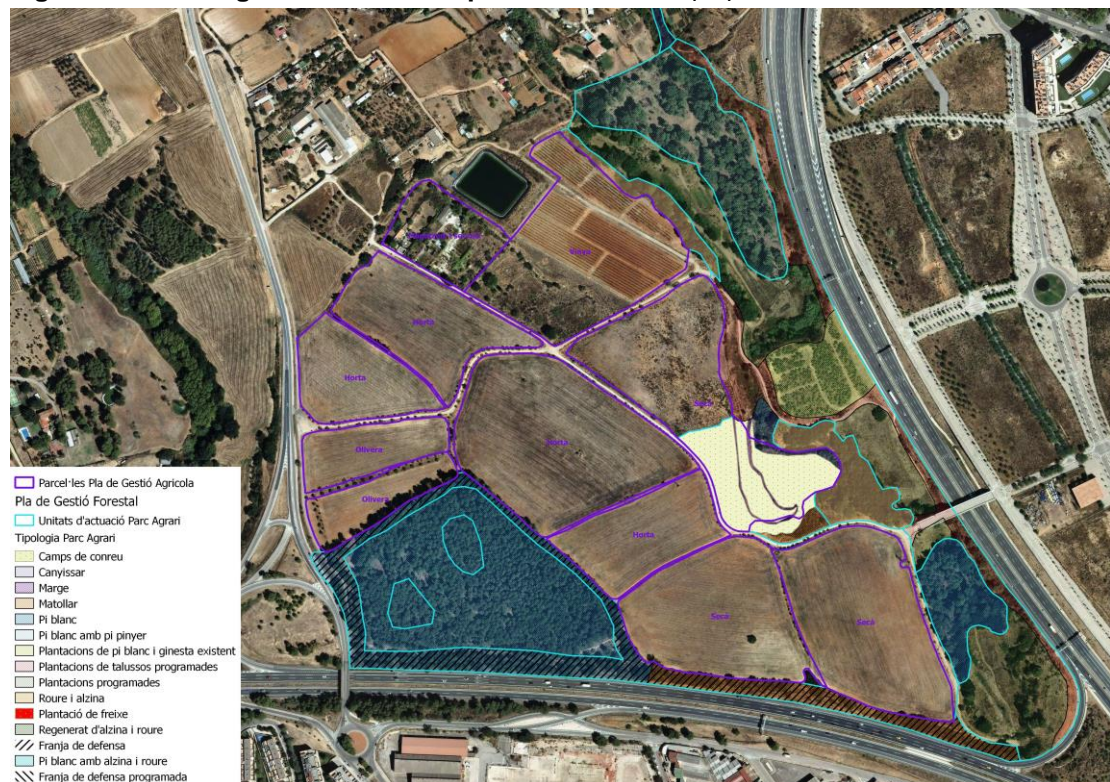 Horta
Horta
Horta
Secà
Olivera
Olivera
Horta
Secà
Secà
Parcel·les Pla de Gestió Agricola
Pla de Gestió Forestal
Unitats d'actuació Parc Agrari
Tipologia Parc Agrari
Camps de conreu
Canyissar
Marge
Matollar
Pi blanc
Pi blanc amb pi pinyer
Plantacions de pi blanc i ginesta existent
Plantacions de talussos programades
Plantacions programades
Roure i alzina
Plantació de freixe
Regenerat d'alzina i roure
Franja de defensa
Pi blanc amb alzina i roure
Franja de defensa programada